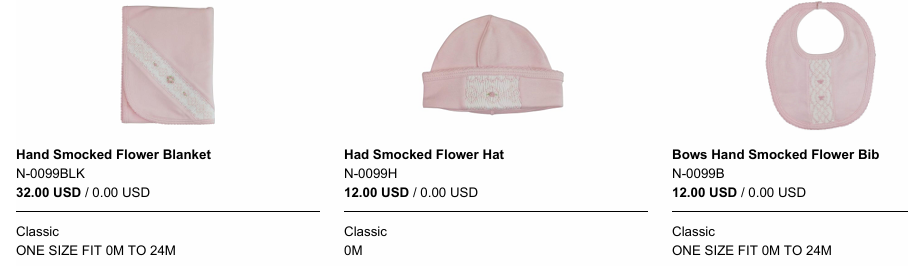 Hand Smocked Flower Blanket
N-0099BLK
32.00 USD / 0.00 USD
Classic
ONE SIZE FIT 0M TO 24M
Had Smocked Flower Hat
N-0099H
12.00 USD / 0.00 USD
Classic
0M
Bows Hand Smocked Flower Bib
N-0099B
12.00 USD / 0.00 USD
Classic
ONE SIZE FIT 0M TO 24M